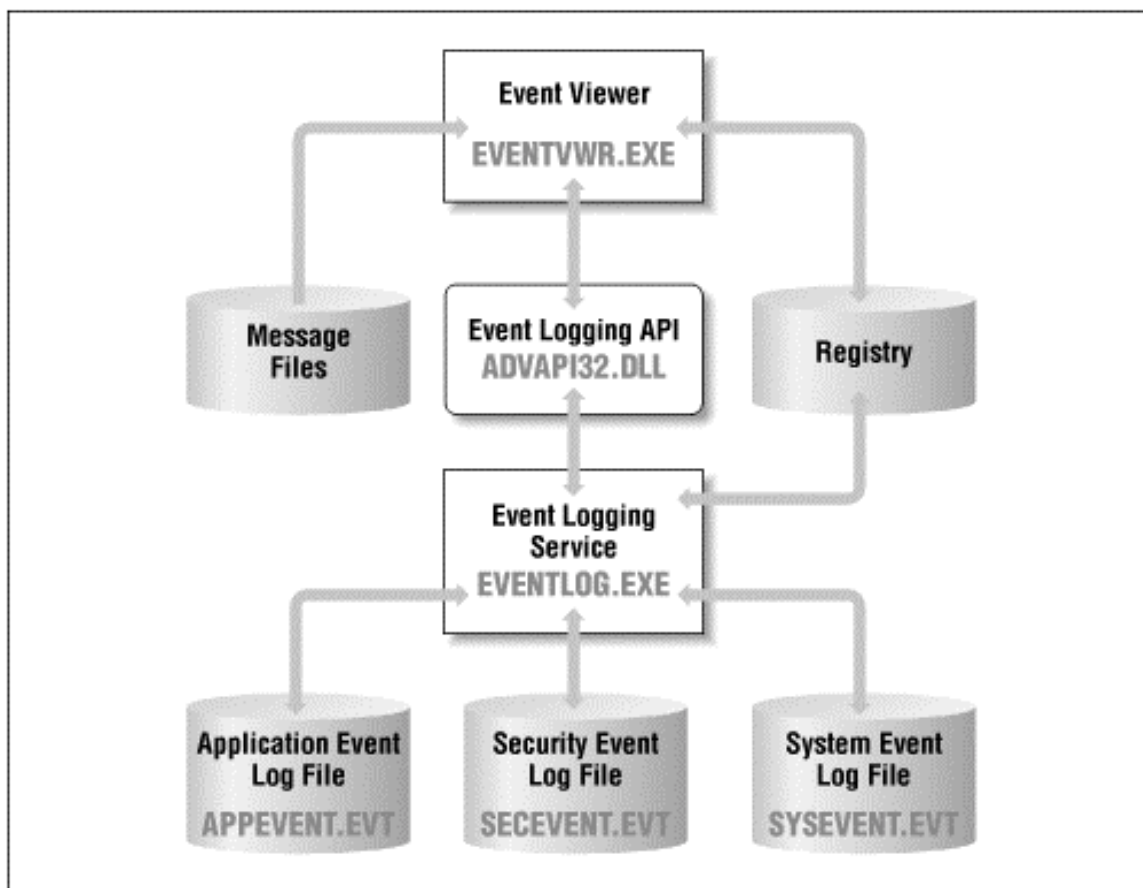 Event Viewer
EVENTVWR.EXE
Message
Files
Event Logging API
ADVAPI32.DLL
Registry
Event Logging
Service
EVENTLOG.EXE
Application Event
Log File
APPEVENT.EVT
Security Event
Log File
SECEVENT.EVT
System Event
Log File
SYSEVENT.EVT